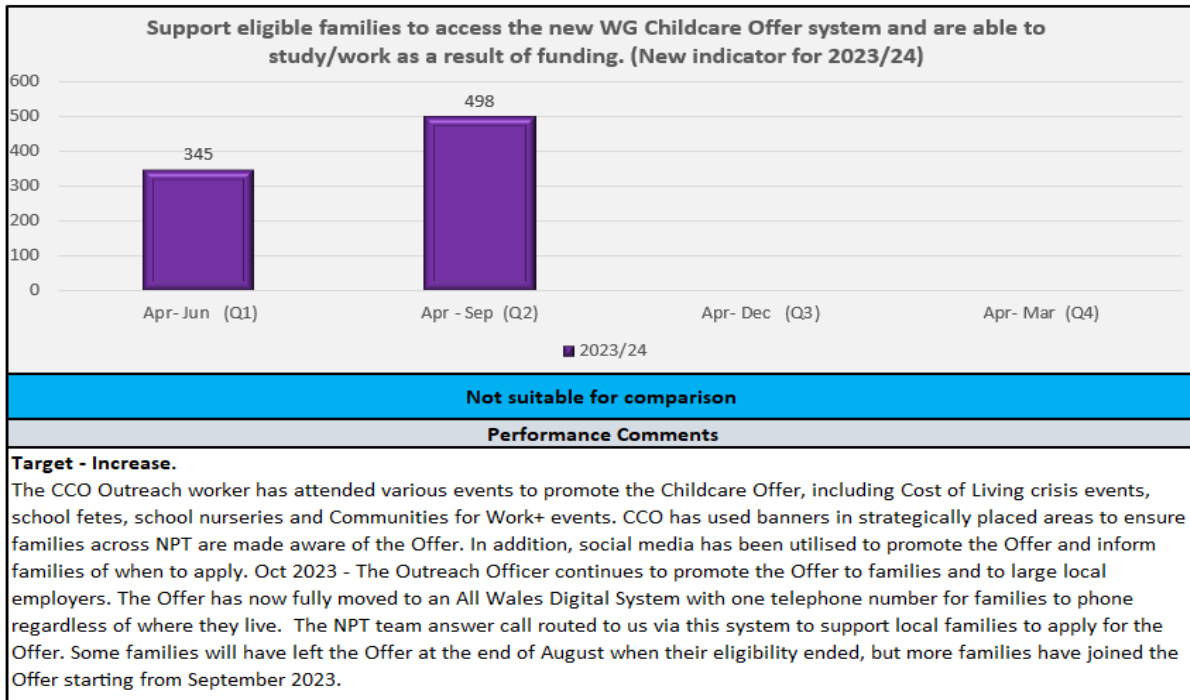 Support eligible families to access the new WG Childcare Offer system and are able to
study/work as a result of funding. (New indicator for 2023/24)
600
500
400
300
200
100
0
345
498
Apr- Jun (Q1)
Apr - Sep (Q2)
Apr- Dec (Q3)
Apr- Mar (Q4)
2023/24
Not suitable for comparison
Performance Comments
Target - Increase.
The CCO Outreach worker has attended various events to promote the Childcare Offer, including Cost of Living crisis events,
school fetes, school nurseries and Communities for Work+ events. CCO has used banners in strategically placed areas to ensure
families across NPT are made aware of the Offer. In addition, social media has been utilised to promote the Offer and inform
families of when to apply. Oct 2023 - The Outreach Officer continues to promote the Offer to families and to large local
employers. The Offer has now fully moved to an All Wales Digital System with one telephone number for families to phone
regardless of where they live.  The NPT team answer call routed to us via this system to support local families to apply for the
Offer. Some families will have left the Offer at the end of August when their eligibility ended, but more families have joined the
Offer starting from September 2023.